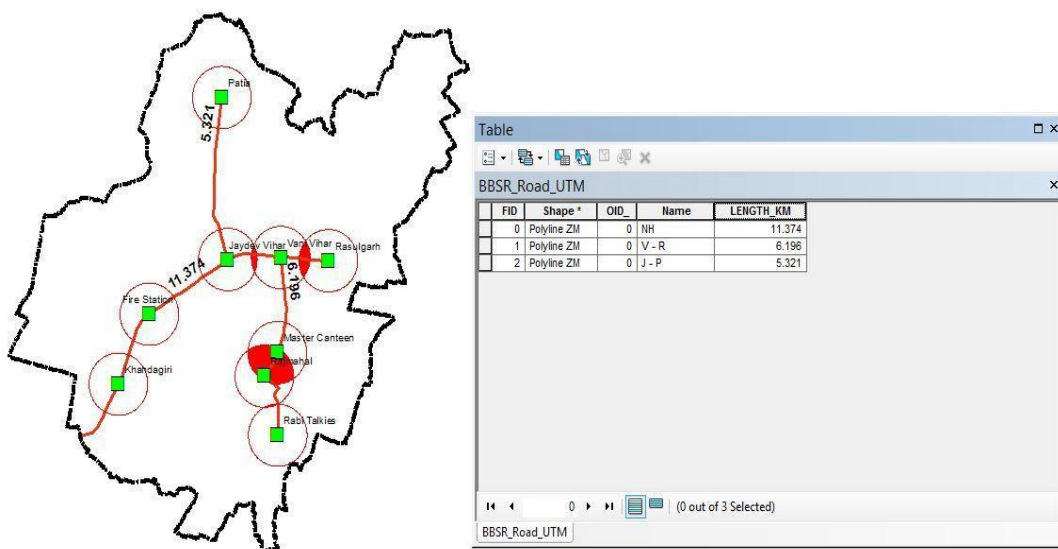 Patia
5.321
Jaydev Vihar
Vani Vihar
Rasulgarh
11.374
6.196
Fire Station
Master Canteen
Rajmahal
Khandagiri
Rabi Talkies
Table
BBSR_Road_UTM
FID Shape * OID_ Name LENGTH_KM
0 Polyline ZM 0 NH 11.374
1 Polyline ZM 0 V - R 6.196
2 Polyline ZM 0 J - P 5.321
0 (0 out of 3 Selected)
BBSR_Road_UTM